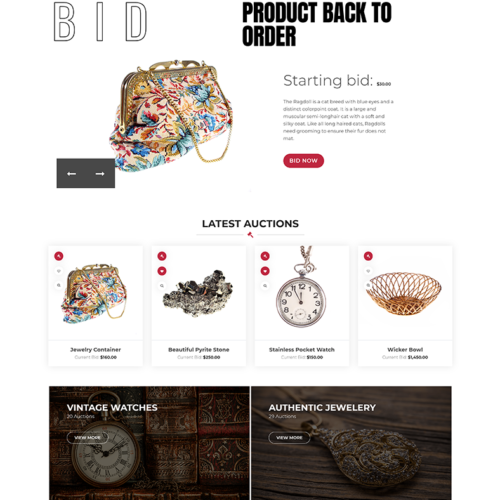 BID
PRODUCT BACK TO
ORDER
Starting bid: $30.00
The Ragdoll is a cat breed with blue eyes and a
distinct colorpoint coat. It is a large and
muscular semi-longhair cat with a soft and
silky coat. Like all long haired cats, Ragdolls
need grooming to ensure their fur does not
mat.
BID NOW
LATEST AUCTIONS
Jewelry Container
Current Bid: $160.00
Beautiful Pyrite Stone
Current Bid: $250.00
Stainless Pocket Watch
Current Bid: $150.00
Wicker Bowl
Current Bid: $1,450.00
VINTAGE WATCHES
20 Auctions
VIEW MORE
AUTHENTIC JEWELERY
23 Auctions
VIEW MORE